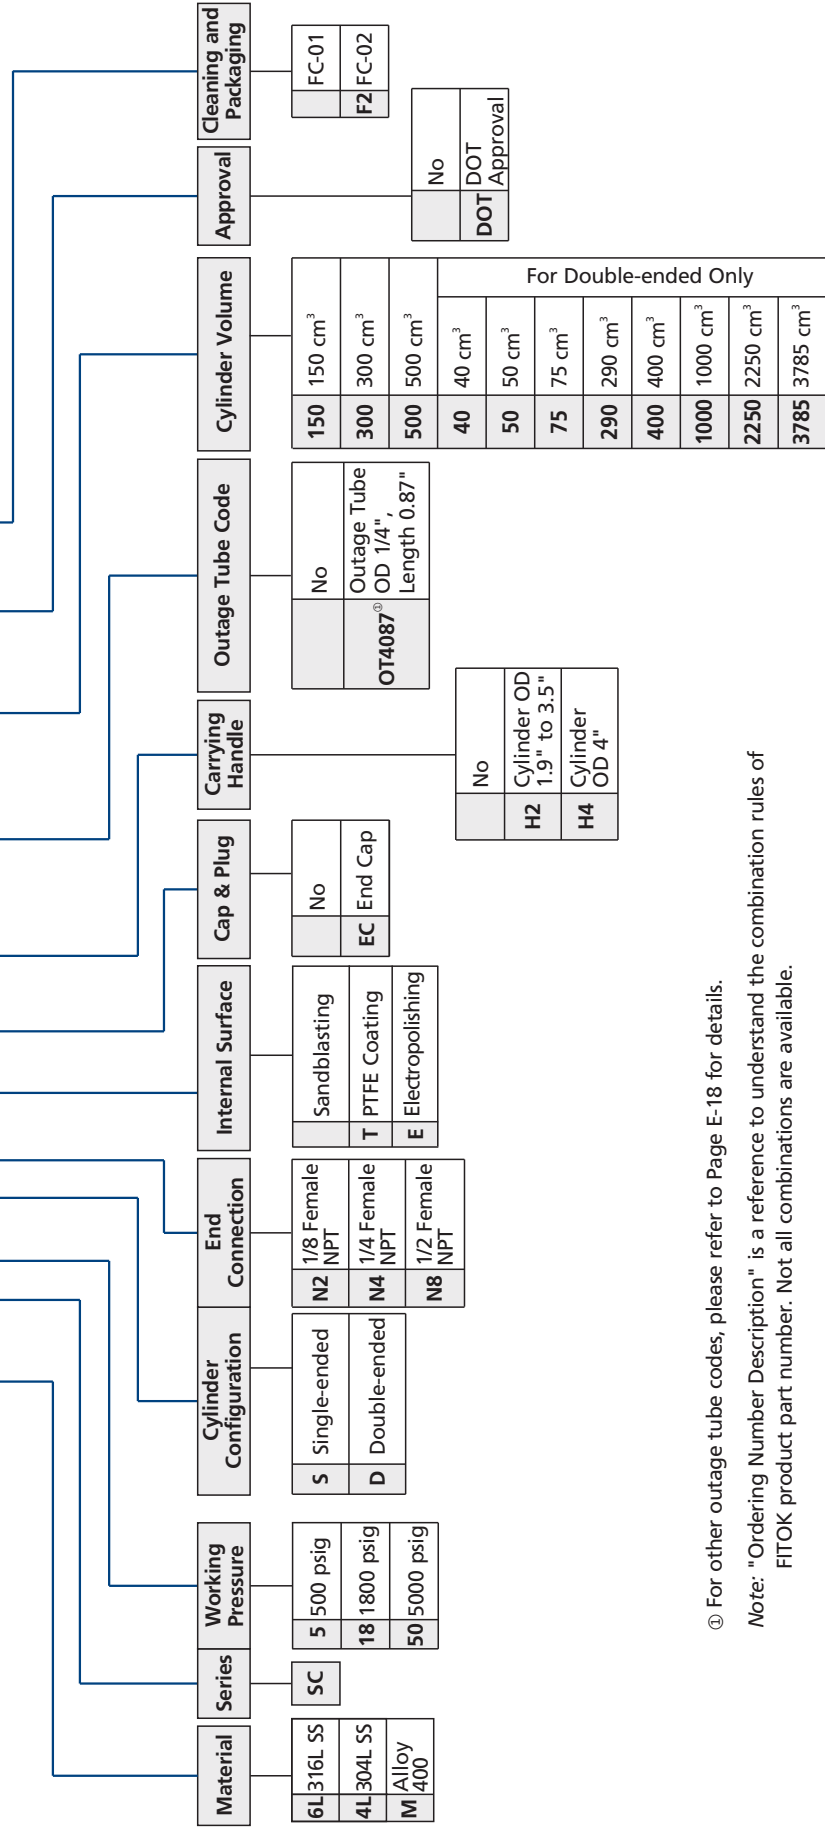 Material
6L 316L SS
4L 304L SS
M Alloy
400
Series
SC
Working
Pressure
5 500 psig
18 1800 psig
50 5000 psig
Cylinder
Configuration
S Single-ended
D Double-ended
End
Connection
N2 1/8 Female
NPT
N4 1/4 Female
NPT
N8 1/2 Female
NPT
Internal Surface
Sandblasting
T PTFE Coating
E Electropolishing
Cap & Plug
No
EC End Cap
Carrying
Handle
No
H2 Cylinder OD
1.9" to 3.5"
H4 Cylinder
OD 4"
Outage Tube Code
No
OT4087① Outage Tube
OD 1/4",
Length 0.87"
Cylinder Volume
150 150 cm³
300 300 cm³
500 500 cm³
For Double-ended Only
40 40 cm³
50 50 cm³
75 75 cm³
290 290 cm³
400 400 cm³
1000 1000 cm³
2250 2250 cm³
3785 3785 cm³
Approval
No
DOT DOT
Approval
Cleaning and
Packaging
FC-01
F2 FC-02
① For other outage tube codes, please refer to Page E-18 for details.
Note: "Ordering Number Description" is a reference to understand the combination rules of
FITOK product part number. Not all combinations are available.